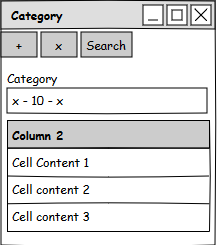 Category
+ x Search
Category
x - 10 - x
Column 2
Cell Content 1
Cell content 2
Cell content 3